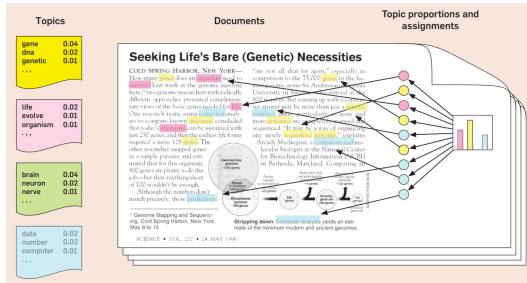 Topics
Documents
Topic proportions and
assignments
gene 0.04
dna 0.02
genetic 0.01
. . .
life 0.02
evolve 0.01
organism 0.01
. . .
brain 0.04
neuron 0.02
nerve 0.01
. . .
data 0.02
number 0.02
computer 0.01
. . .
Seeking Life's Bare (Genetic) Necessities
COLD SPRING HARBOR, NEW YORK—
How many genes does an organism need to
survive? Last week at the genome meeting
here,* two genome researchers with radically
different approaches presented complemen-
tary views of the basic genes needed for life.
One research team, using computer analy-
ses to compare known genomes, concluded
that today's organisms can be sustained with
just 250 genes, and that the earliest life forms
required a mere 128 genes. The
other researcher mapped genes
in a simple parasite and esti-
mated that for this organism,
800 genes are plenty to do the
job—but that anything short
of 100 wouldn't be enough.
Although the numbers don't
match precisely, those predictions
* Genome Mapping and Sequenc-
ing, Cold Spring Harbor, New York,
May 8 to 12.
"are not all that far apart," especially in
comparison to the 75,000 genes in the hu-
genome, notes Siv Andersson
University in
800 number. But coming up with a
sus answer may be more than just a
numbers particularly more and
more genomes are mapped and
sequenced. "It may be a way of organizing
any newly sequenced genome," explains
Arcady Mushegian, a computational mo-
lecular biologist at the National Center
for Biotechnology Information (NCBI)
in Bethesda, Maryland. Comparing an
Stripping down. Computer analysis yields an esti-
mate of the minimum modern and ancient genomes.
SCIENCE • VOL. 272 • 24 MAY 1996